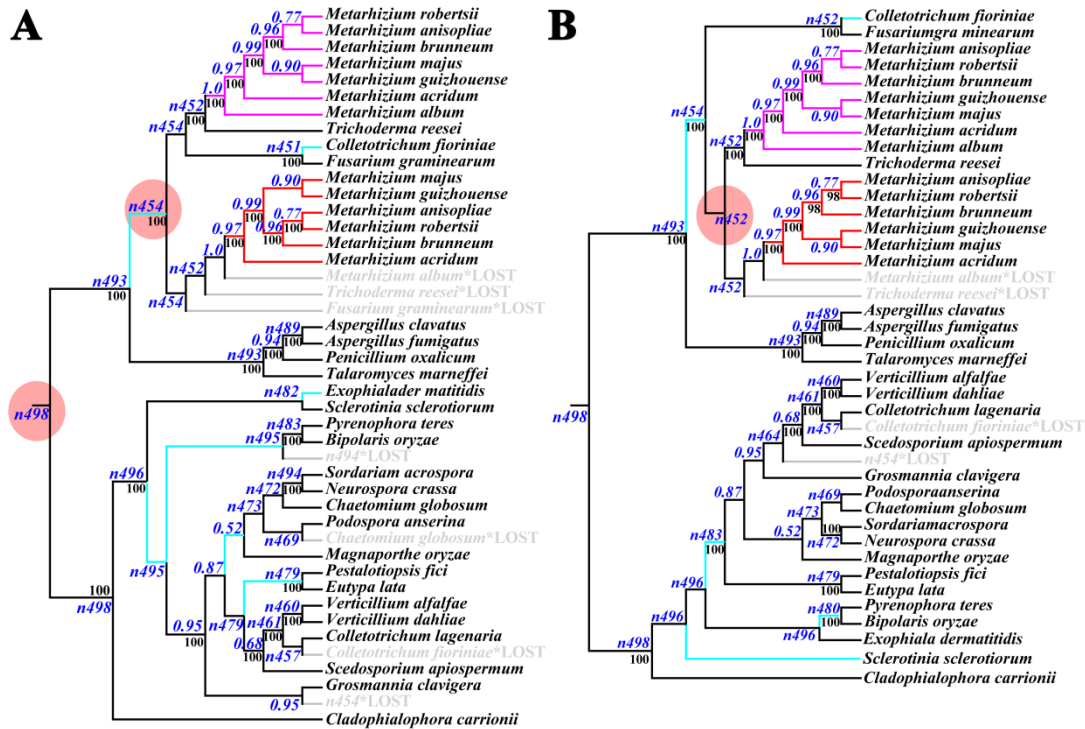 A
0.77
Metarhizium robertsii
0.96
Metarhizium anisopliae
100
0.99
Metarhizium brunneum
100
0.97
0.90
Metarhizium majus
100
Metarhizium guizhouense
1.0
100
Metarhizium acridum
n452
100
Metarhizium album
n454
100
Trichoderma reesei
n451
Colletotrichum fioriniae
100
Fusarium graminearum
0.90
Metarhizium majus
0.99
Metarhizium guizhouense
n454
100
0.77
Metarhizium anisopliae
100
0.97
0.96
100
Metarhizium robertsii
100
Metarhizium brunneum
1.0
100
Metarhizium acridum
n452
Metarhizium album*LOST
n493
n454
Trichoderma reesei*LOST
100
Fusarium graminearum*LOST
n489
Aspergillus clavatus
0.94
100
Aspergillus fumigatus
n493
100
Penicillium oxalicum
100
Talaromyces marneffei
n482
Exophialader matitidis
n498
Sclerotinia sclerotiorum
n483
Pyrenophora teres
n495
100
Bipolaris oryzae
n496
n494*LOST
100
n494
Sordariam acrospora
n472
100
Neurospora crassa
n473
Chaetomium globosum
Podospora anserina
0.52
n469
Chaetomium globosum*LOST
n495
Magnaporthe oryzae
0.87
n479
Pestalotiopsis fici
100
Eutypa lata
100
n460
Verticillium alfalfae
n498
n461
100
Verticillium dahliae
0.95
n479
100
Colletotrichum lagenaria
0.68
n457
Colletotrichum fioriniae*LOST
100
Scedosporium apiospermum
Grosmannia clavigera
0.95
n454*LOST
Cladophialophora carrionii
B
n452
Colletotrichum fioriniae
100
Fusariumgra minearum
0.77
Metarhizium anisopliae
0.96
Metarhizium robertsii
0.99
100
Metarhizium brunneum
n454
0.97
100
Metarhizium guizhouense
100
1.0
100
0.90
Metarhizium majus
n452
100
Metarhizium acridum
100
Metarhizium album
100
Trichoderma reesei
0.77
Metarhizium anisopliae
0.96
98
Metarhizium robertsii
n452
0.99
98
Metarhizium brunneum
n493
0.97
100
Metarhizium guizhouense
100
1.0
100
0.90
Metarhizium majus
100
Metarhizium acridum
n452
Metarhizium album*LOST
Trichoderma reesei*LOST
n489
Aspergillus clavatus
0.94
100
Aspergillus fumigatus
n493
100
Penicillium oxalicum
100
Talaromyces marneffei
n460
Verticillium alfalfae
n461
100
Verticillium dahliae
n498
0.68
100
Colletotrichum lagenaria
n457
Colletotrichum fioriniae*LOST
n464
100
Scedosporium apiospermum
0.95
n454*LOST
Grosmannia clavigera
0.87
n469
Podosporaanserina
n473
Chaetomium globosum
n483
100
Sordariamacrospora
0.52
n472
Neurospora crassa
100
Magnaporthe oryzae
n496
n479
Pestalotiopsis fici
100
Eutypa lata
n496
n480
Pyrenophora teres
100
Bipolaris oryzae
n498
n496
Exophiala dermatitidis
100
Sclerotinia sclerotiorum
Cladophialophora carrionii